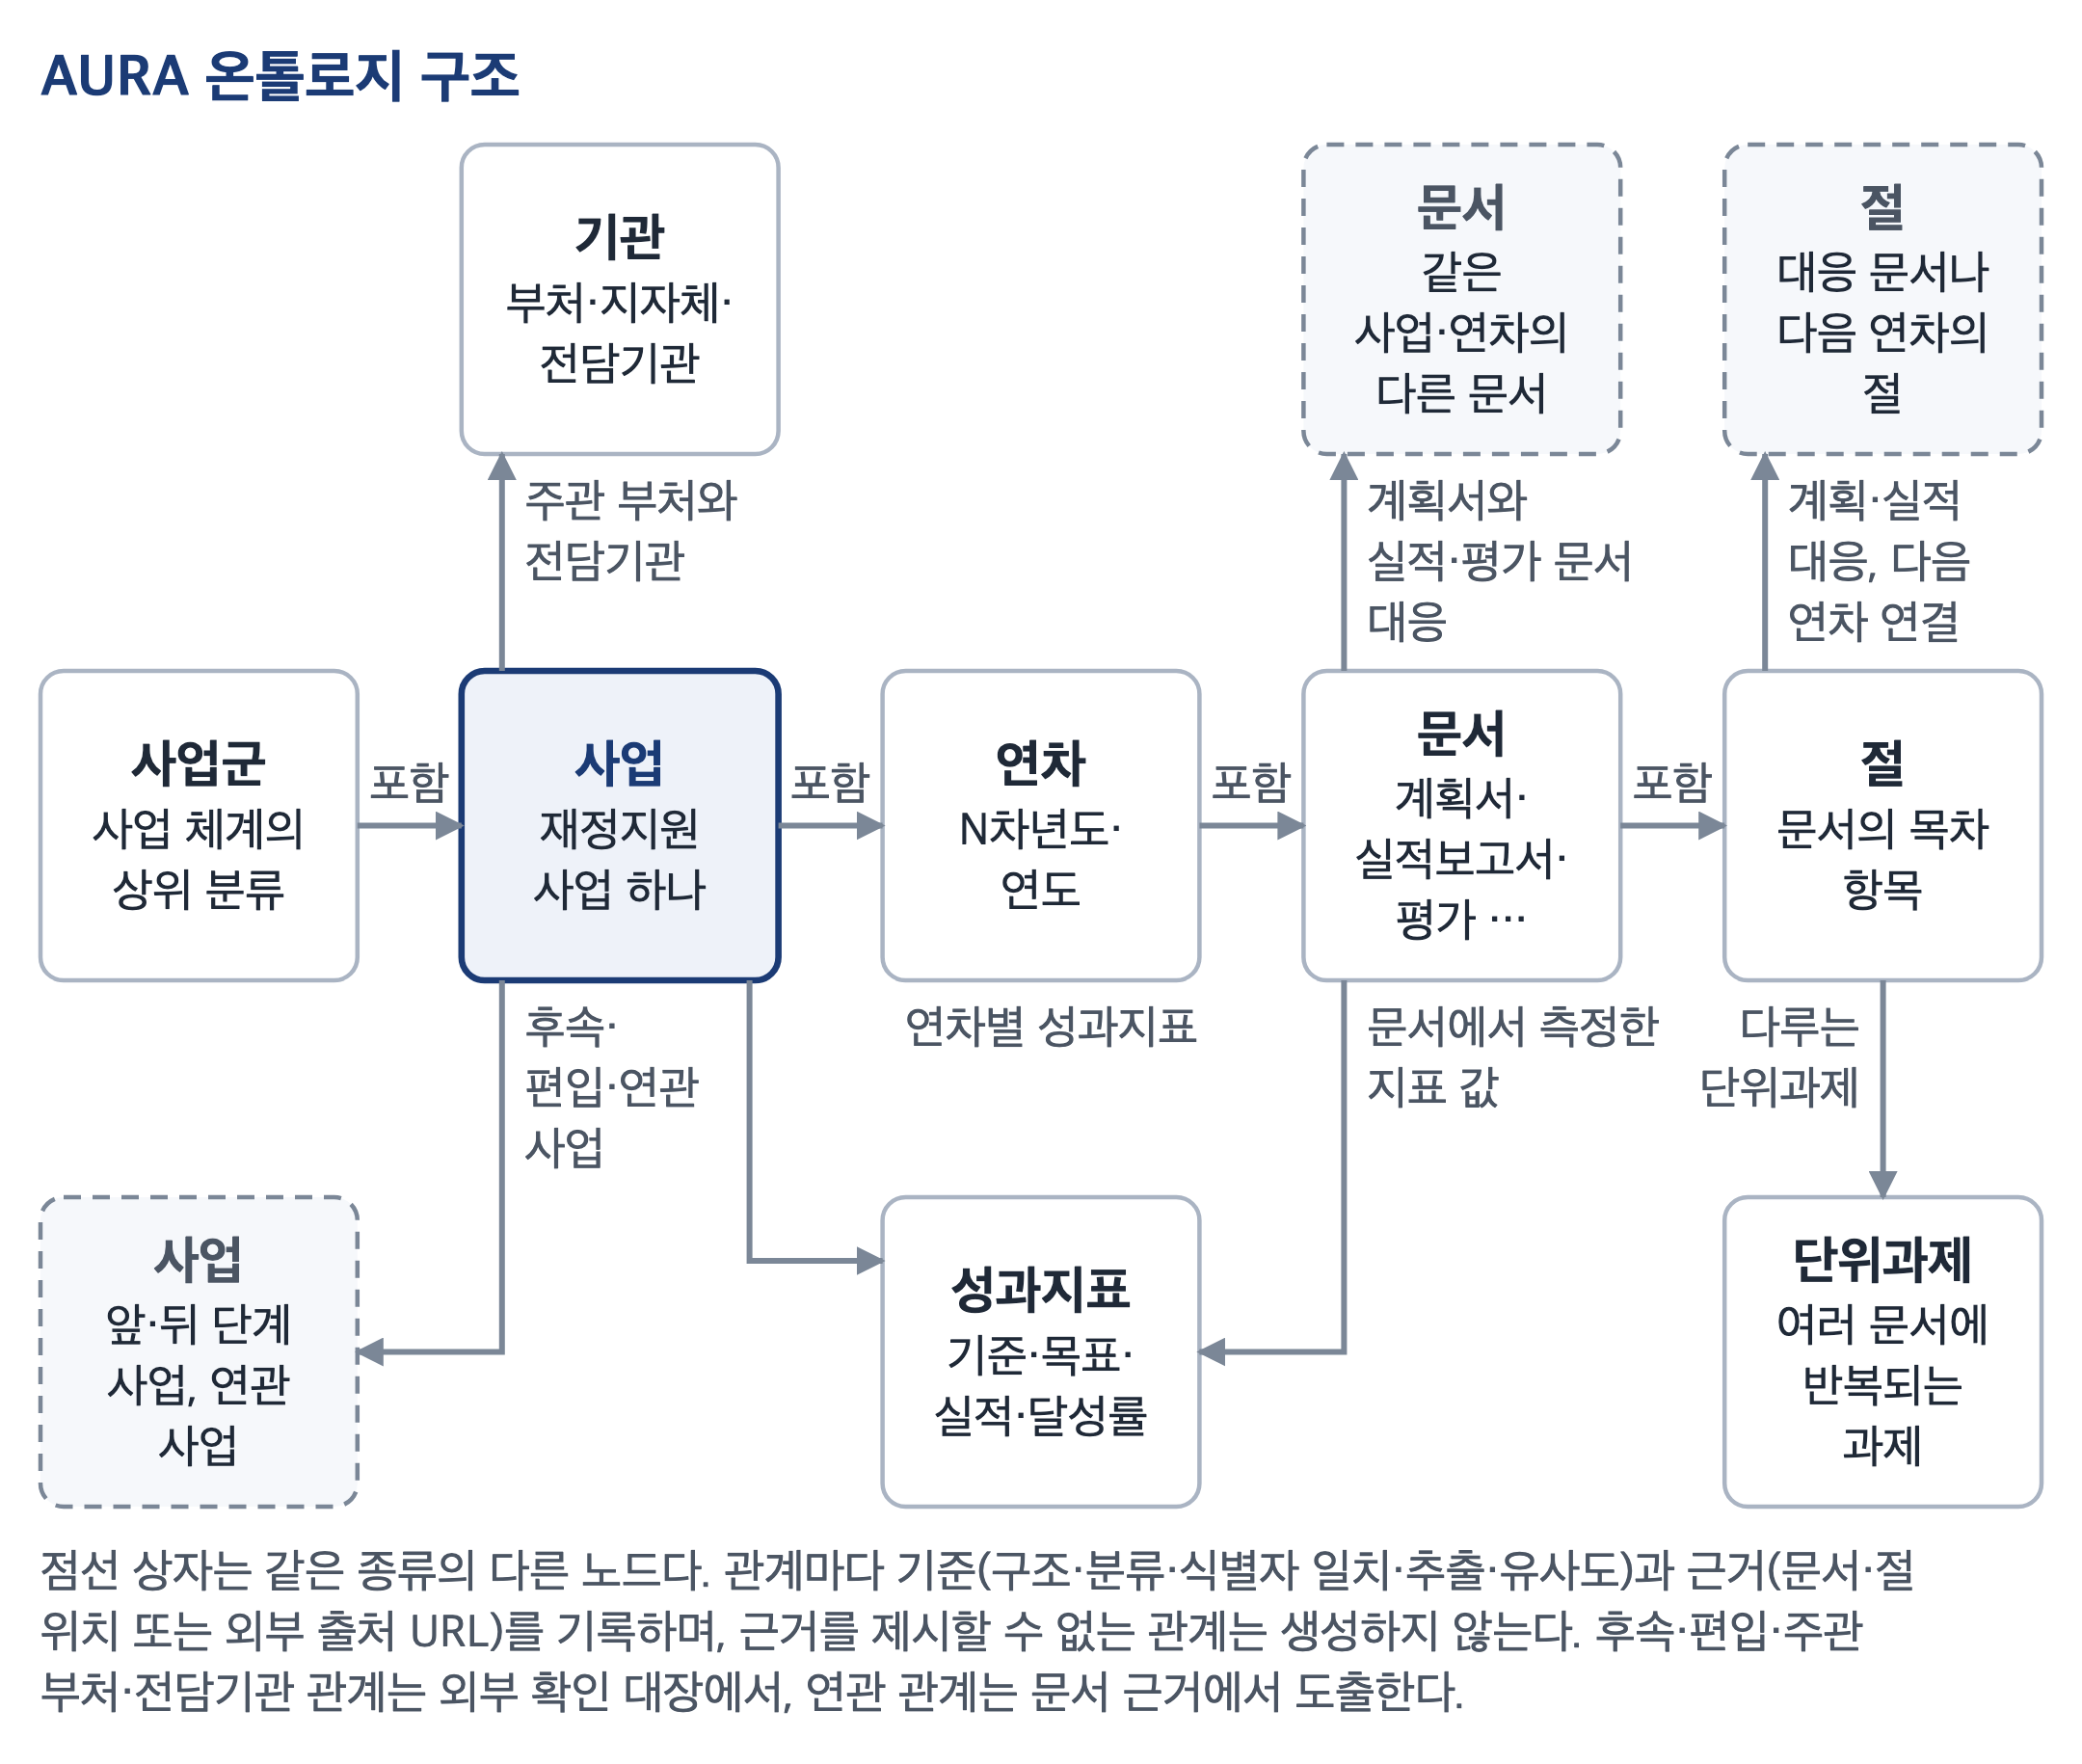 AURA 온톨로지 구조
기관
부처·지자체·
전담기관
문서
같은
사업·연차의
다른 문서
절
대응 문서나
다음 연차의
절
주관 부처와
전담기관
계획서와
실적·평가 문서
대응
계획·실적
대응, 다음
연차 연결
사업군
사업 체계의
상위 분류
포함
사업
재정지원
사업 하나
포함
연차
N차년도·
연도
포함
문서
계획서·
실적보고서·
평가 ···
포함
절
문서의 목차
항목
후속·
편입·연관
사업
연차별 성과지표
문서에서 측정한
지표 값
다루는
단위과제
사업
앞·뒤 단계
사업, 연관
사업
성과지표
기준·목표·
실적·달성률
단위과제
여러 문서에
반복되는
과제
점선 상자는 같은 종류의 다른 노드다. 관계마다 기준(구조·분류·식별자 일치·추출·유사도)과 근거(문서·절
위치 또는 외부 출처 URL)를 기록하며, 근거를 제시할 수 없는 관계는 생성하지 않는다. 후속·편입·주관
부처·전담기관 관계는 외부 확인 대장에서, 연관 관계는 문서 근거에서 도출한다.